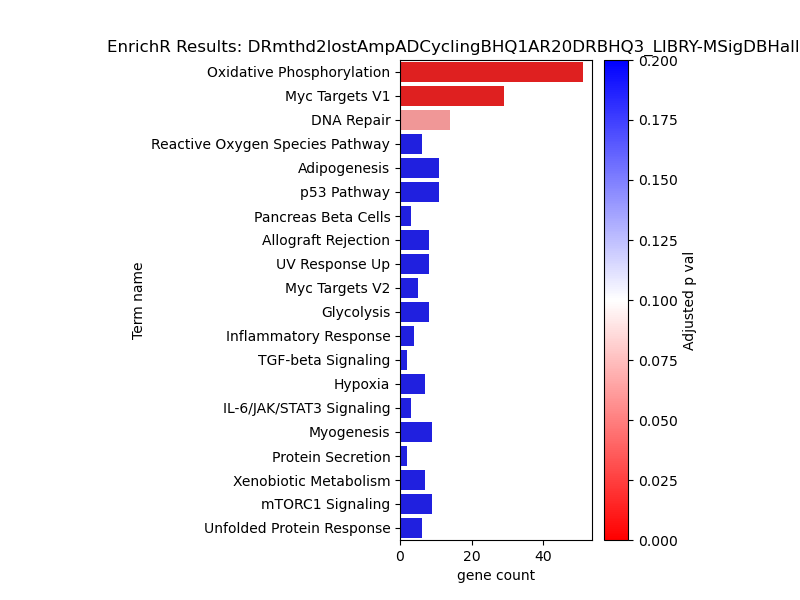 EnrichR Results: DRmthd2lostAmpADCyclingBHQ1AR20DRBHQ3_LIBRY-MSigDBHall
Oxidative Phosphorylation
Myc Targets V1
DNA Repair
Reactive Oxygen Species Pathway
Adipogenesis
p53 Pathway
Pancreas Beta Cells
Allograft Rejection
UV Response Up
Myc Targets V2
Glycolysis
Inflammatory Response
TGF-beta Signaling
Hypoxia
IL-6/JAK/STAT3 Signaling
Myogenesis
Protein Secretion
Xenobiotic Metabolism
mTORC1 Signaling
Unfolded Protein Response
Term name
0
20
40
gene count
0.200
0.175
0.150
0.125
0.100
0.075
0.050
0.025
0.000
Adjusted p val